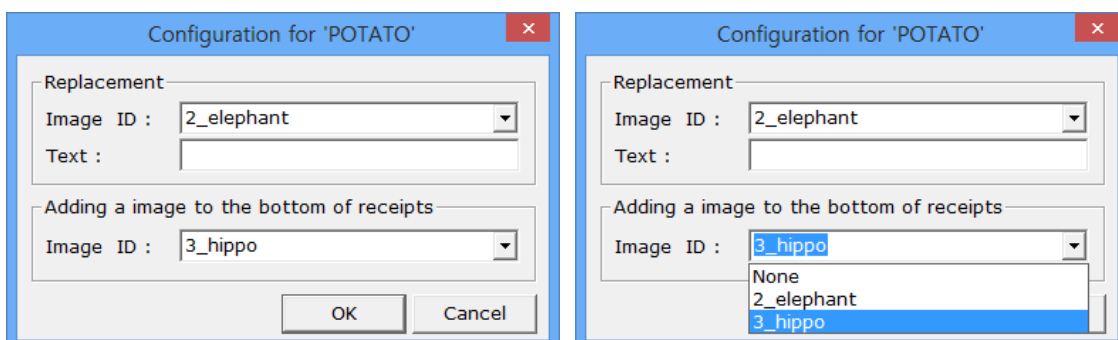 Configuration for 'POTATO'
Replacement
Image ID : 2_elephant
Text :
Adding a image to the bottom of receipts
Image ID : 3_hippo
OK Cancel
Configuration for 'POTATO'
Replacement
Image ID : 2_elephant
Text :
Adding a image to the bottom of receipts
Image ID : 3_hippo
None
2_elephant
3_hippo